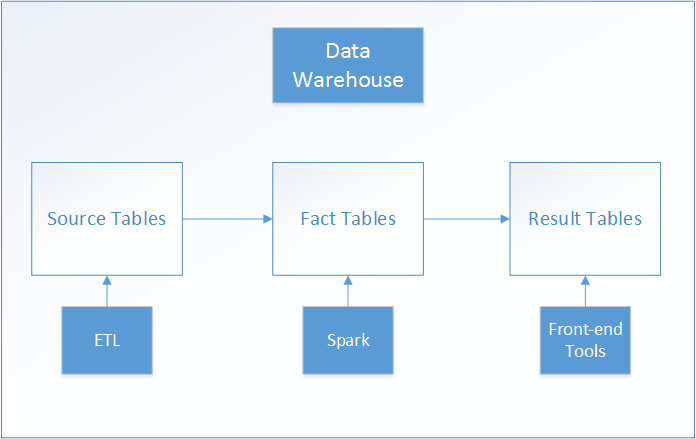 Data
Warehouse
Source Tables
Fact Tables
Result Tables
ETL
Spark
Front-end
Tools